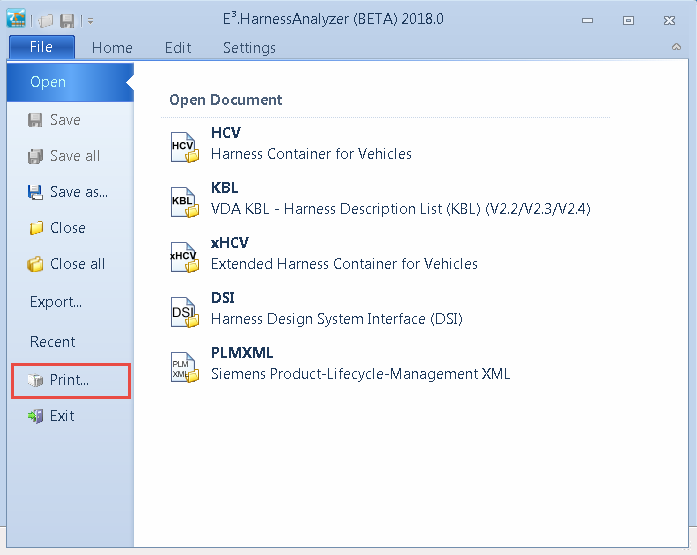 E³.HarnessAnalyzer (BETA) 2018.0
File Home Edit Settings
Open
Save
Save all
Save as...
Close
Close all
Export...
Recent
Print...
Exit
Open Document
HCV
HCV
Harness Container for Vehicles
KBL
KBL
VDA KBL - Harness Description List (KBL) (V2.2/V2.3/V2.4)
xHCV
xHCV
Extended Harness Container for Vehicles
DSI
DSI
Harness Design System Interface (DSI)
PLM
XML
PLMXML
Siemens Product-Lifecycle-Management XML